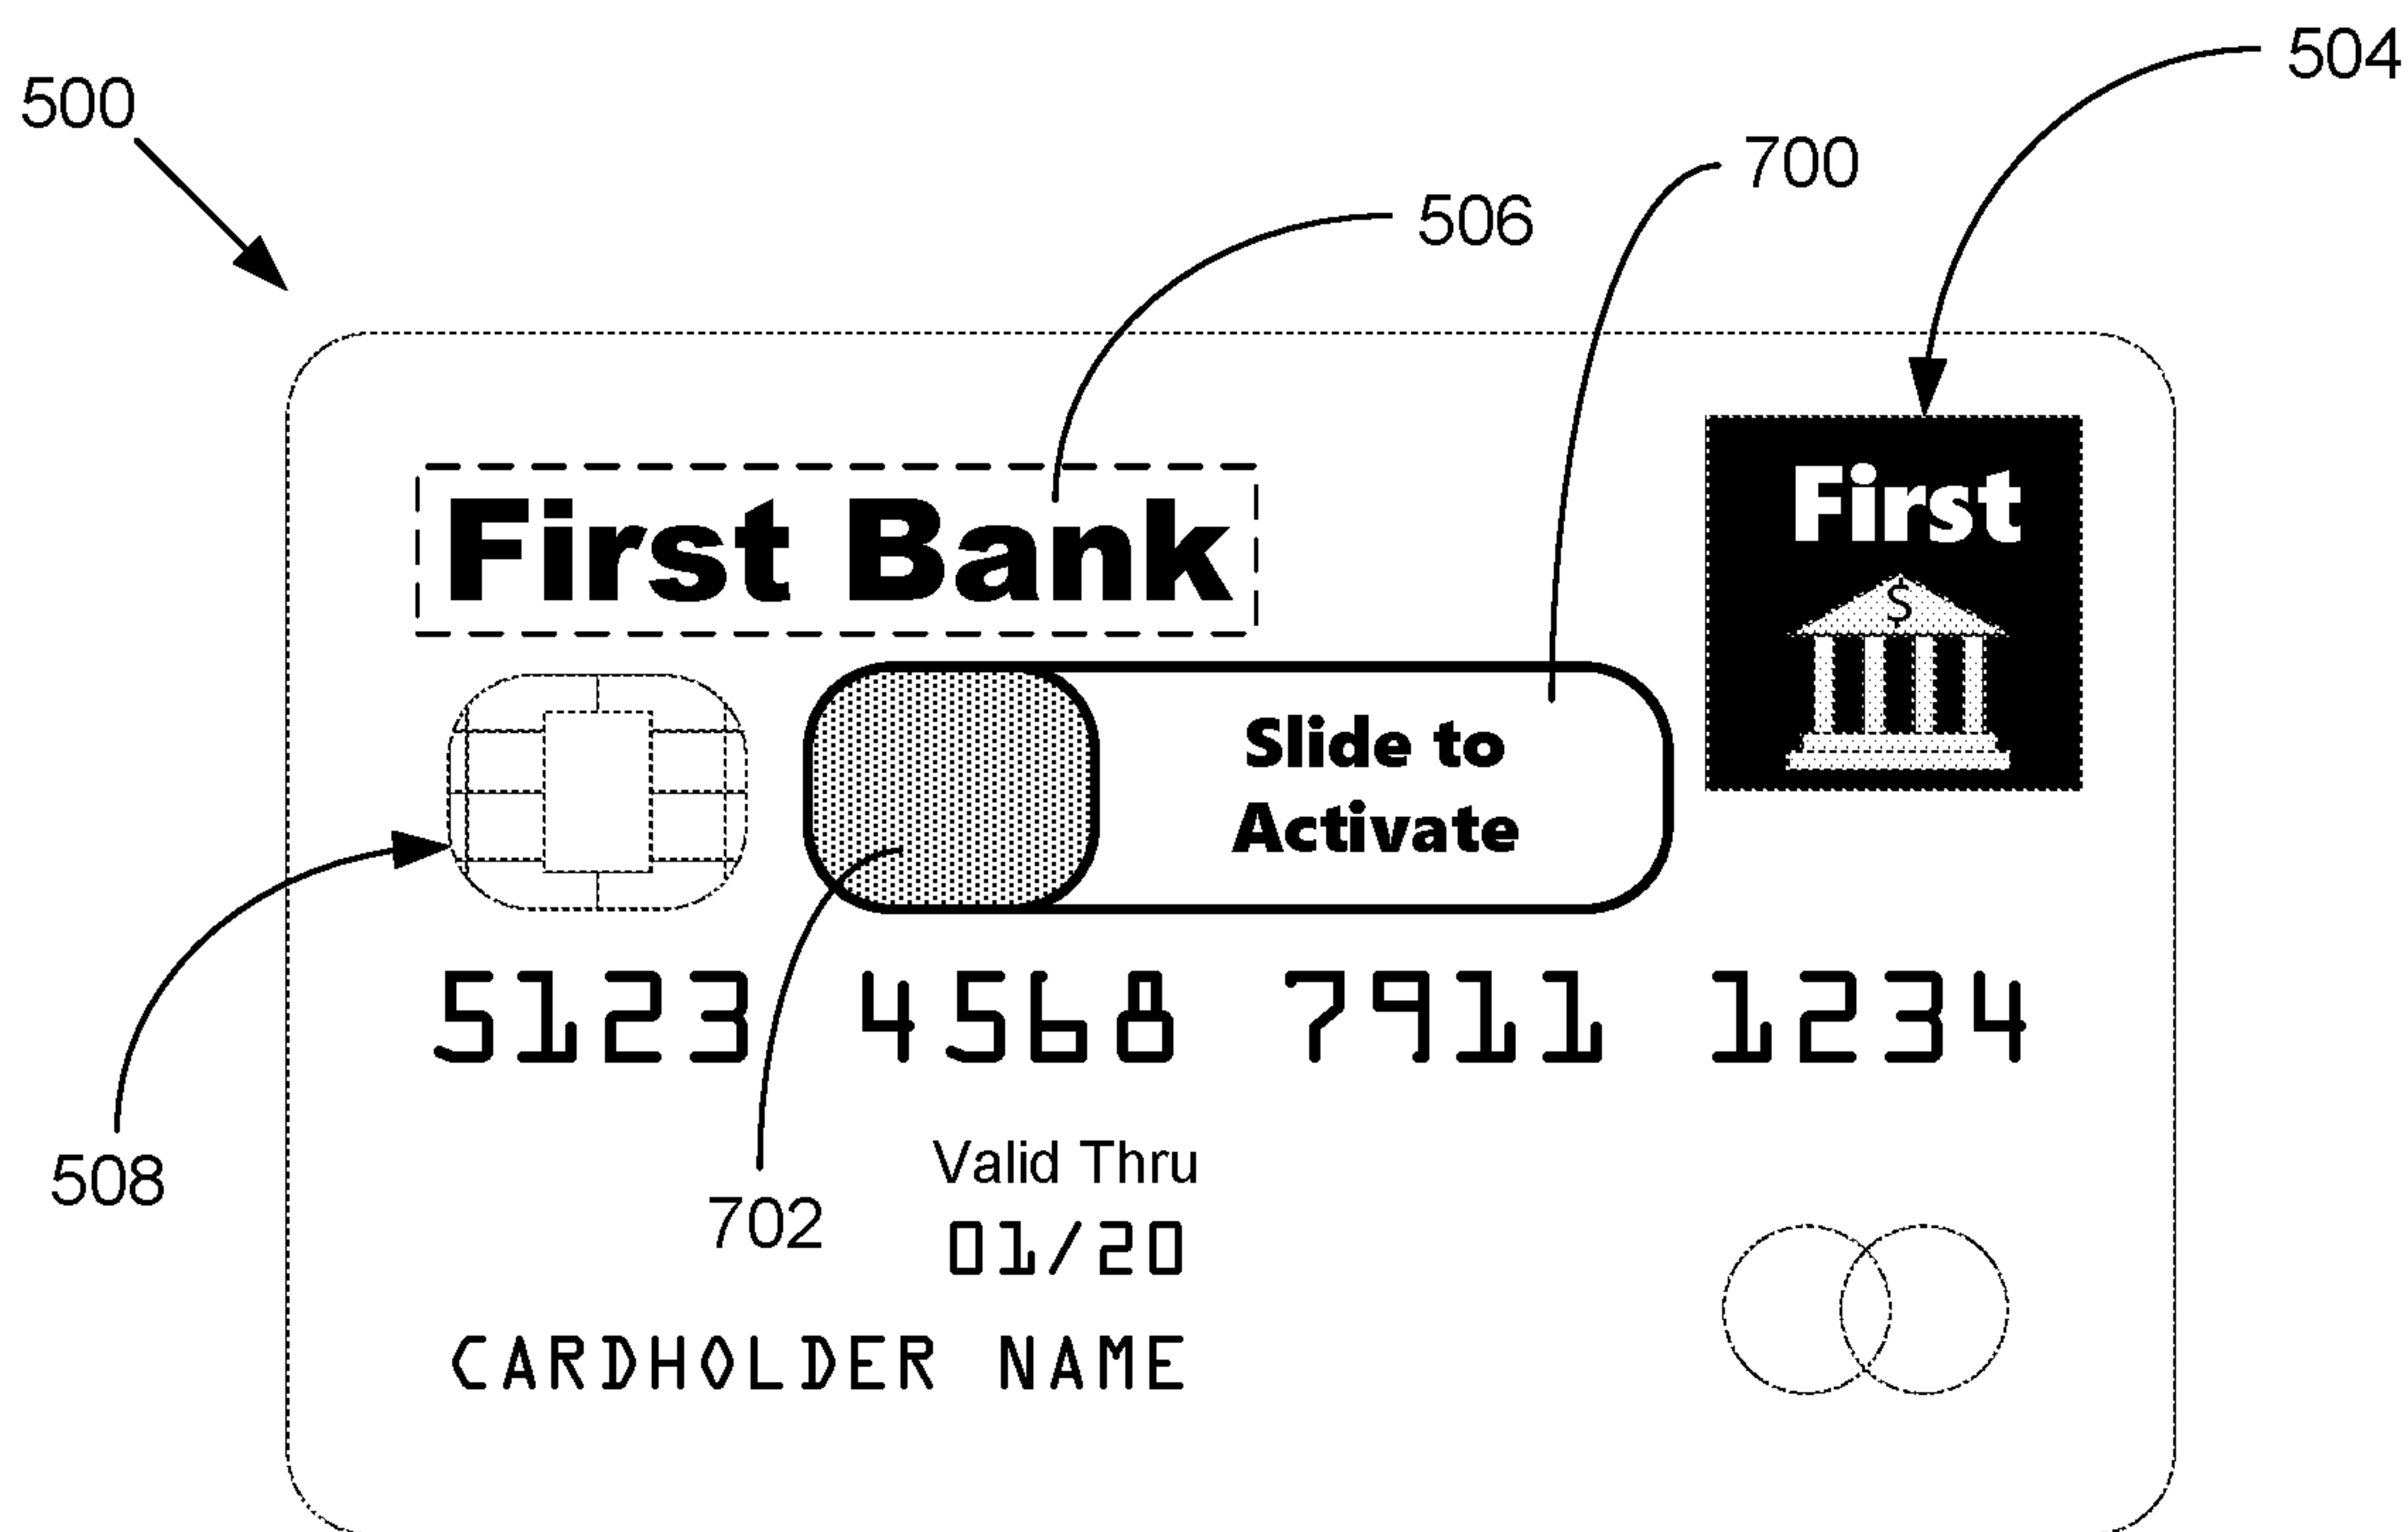 504
500
700
506
First
First Bank
$
Slide to
Activate
5123 4568 7911 1234
Valid Thru
508
702
01/20
CARDHOLDER NAME